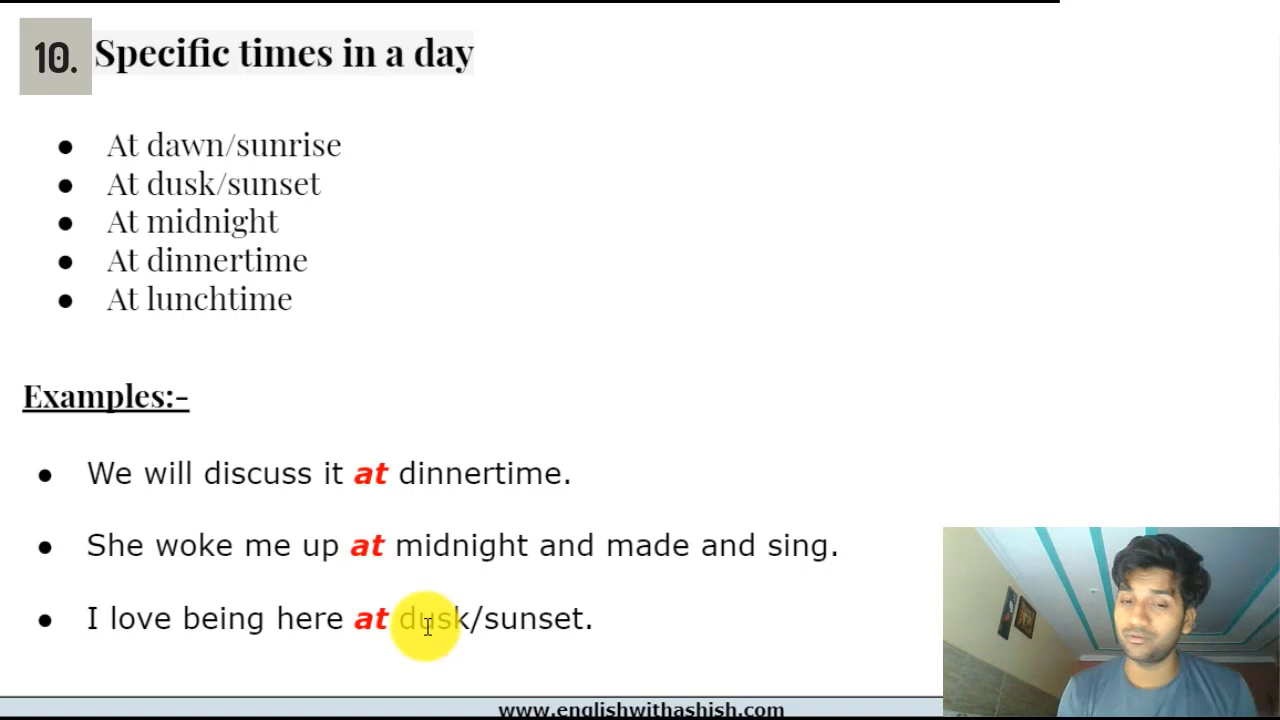 10. Specific times in a day
● At dawn/sunrise
● At dusk/sunset
● At midnight
● At dinnertime
● At lunchtime
Examples:-
● We will discuss it at dinnertime.
● She woke me up at midnight and made and sing.
● I love being here at dusk/sunset.
www.englishwithashish.com